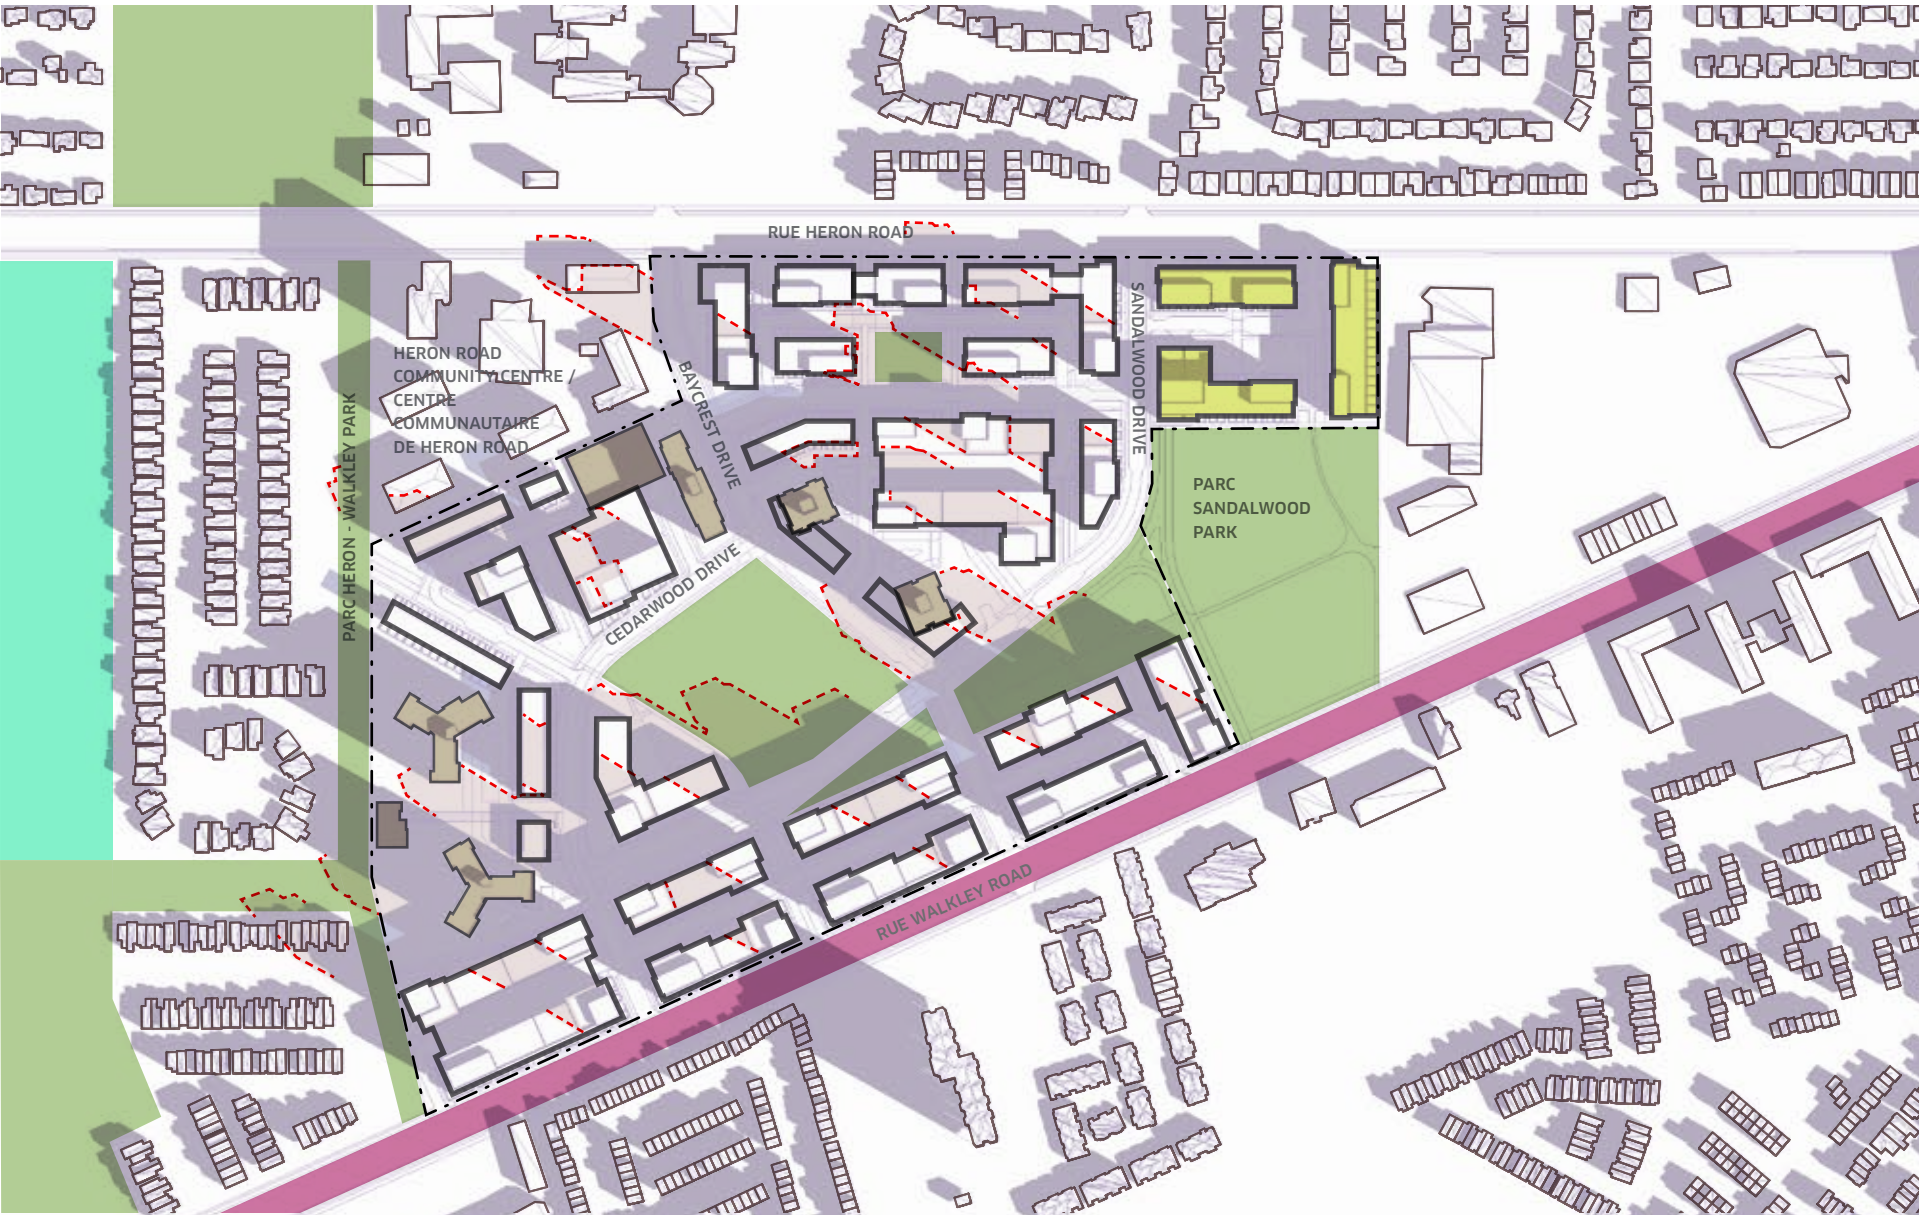 RUE HERON ROAD
HERON ROAD
COMMUNITY CENTRE /
CENTRE
COMMUNAUTAIRE
DE HERON ROAD
PARC HERON - WALKLEY PARK
BAYCREST DRIVE
SANDALWOOD DRIVE
PARC
SANDALWOOD
PARK
CEDARWOOD DRIVE
RUE WALKLEY ROAD